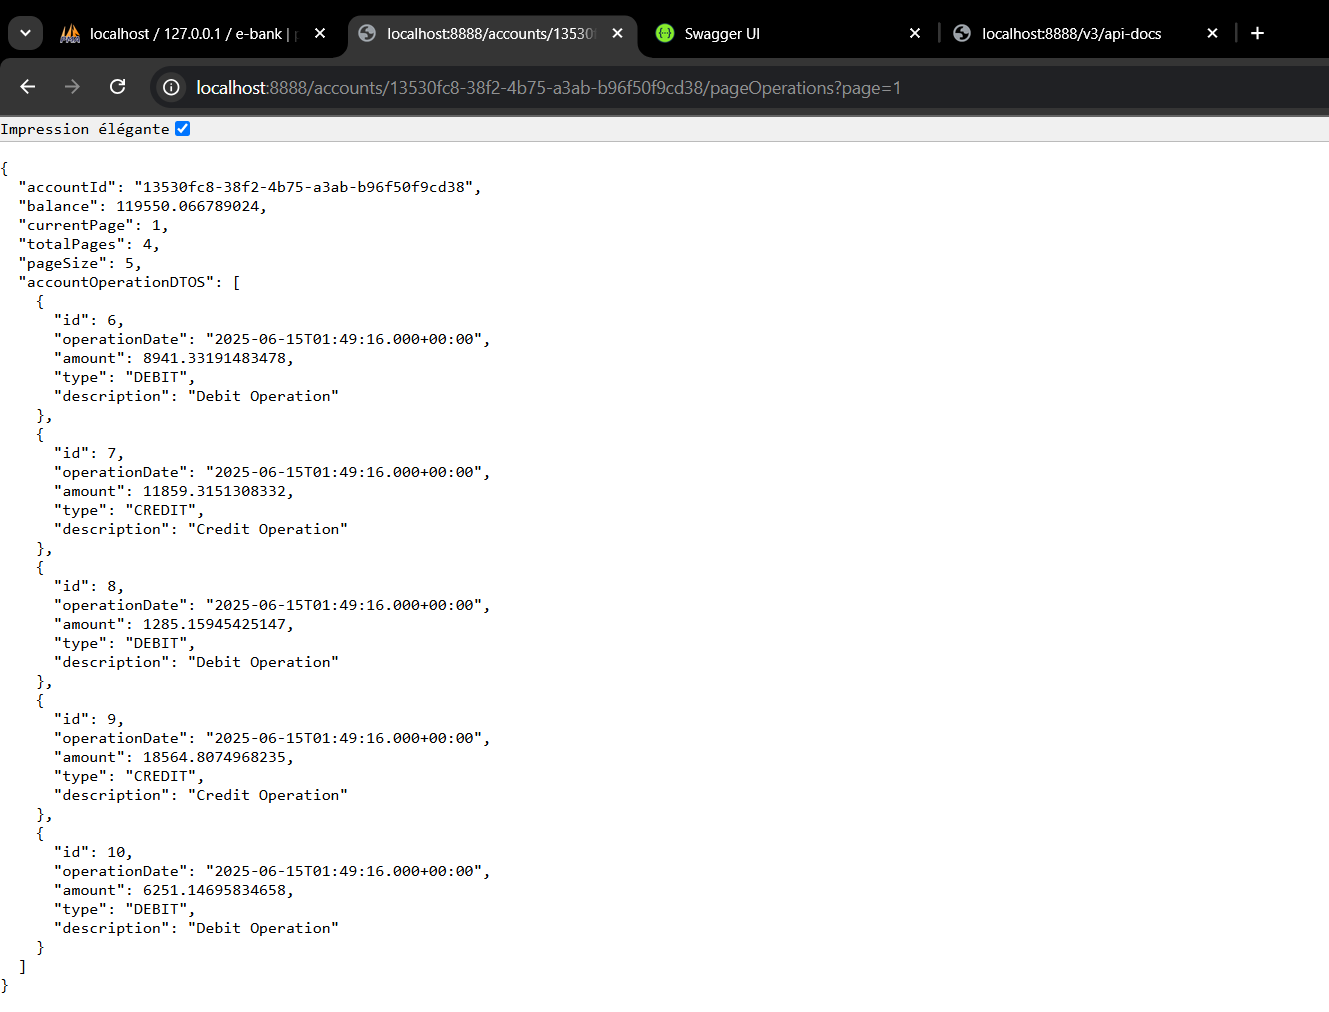 localhost / 127.0.0.1 / e-bank |
localhost:8888/accounts/13530
Swagger UI
localhost:8888/v3/api-docs
localhost:8888/accounts/13530fc8-38f2-4b75-a3ab-b96f50f9cd38/pageOperations?page=1
Impression élégante
{
"accountId": "13530fc8-38f2-4b75-a3ab-b96f50f9cd38",
"balance": 119550.066789024,
"currentPage": 1,
"totalPages": 4,
"pageSize": 5,
"accountOperationDTOS": [
{
"id": 6,
"operationDate": "2025-06-15T01:49:16.000+00:00",
"amount": 8941.33191483478,
"type": "DEBIT",
"description": "Debit Operation"
},
{
"id": 7,
"operationDate": "2025-06-15T01:49:16.000+00:00",
"amount": 11859.3151308332,
"type": "CREDIT",
"description": "Credit Operation"
},
{
"id": 8,
"operationDate": "2025-06-15T01:49:16.000+00:00",
"amount": 1285.15945425147,
"type": "DEBIT",
"description": "Debit Operation"
},
{
"id": 9,
"operationDate": "2025-06-15T01:49:16.000+00:00",
"amount": 18564.8074968235,
"type": "CREDIT",
"description": "Credit Operation"
},
{
"id": 10,
"operationDate": "2025-06-15T01:49:16.000+00:00",
"amount": 6251.14695834658,
"type": "DEBIT",
"description": "Debit Operation"
}
]
}